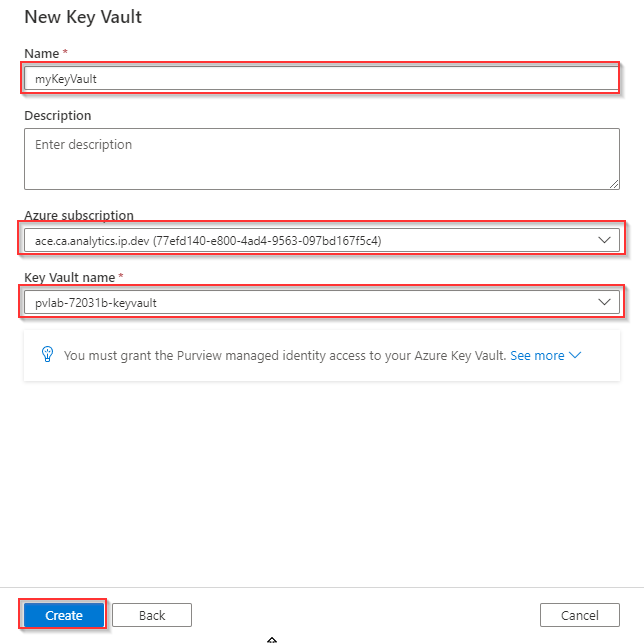 New Key Vault
Name *
myKeyVault
Description
Enter description
Azure subscription
ace.ca.analytics.ip.dev (77efd140-e800-4ad4-9563-097bd167f5c4)
Key Vault name *
pvlab-72031b-keyvault
You must grant the Purview managed identity access to your Azure Key Vault. See more
Create Back Cancel